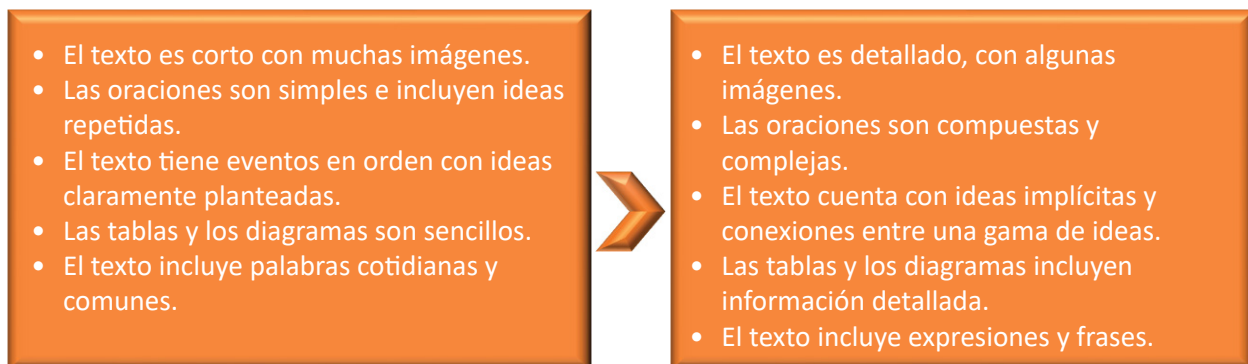 • El texto es corto con muchas imágenes.
• Las oraciones son simples e incluyen ideas
repetidas.
• El texto tiene eventos en orden con ideas
claramente planteadas.
• Las tablas y los diagramas son sencillos.
• El texto incluye palabras cotidianas y
comunes.
• El texto es detallado, con algunas
imágenes.
• Las oraciones son compuestas y
complejas.
• El texto cuenta con ideas implícitas y
conexiones entre una gama de ideas.
• Las tablas y los diagramas incluyen
información detallada.
• El texto incluye expresiones y frases.